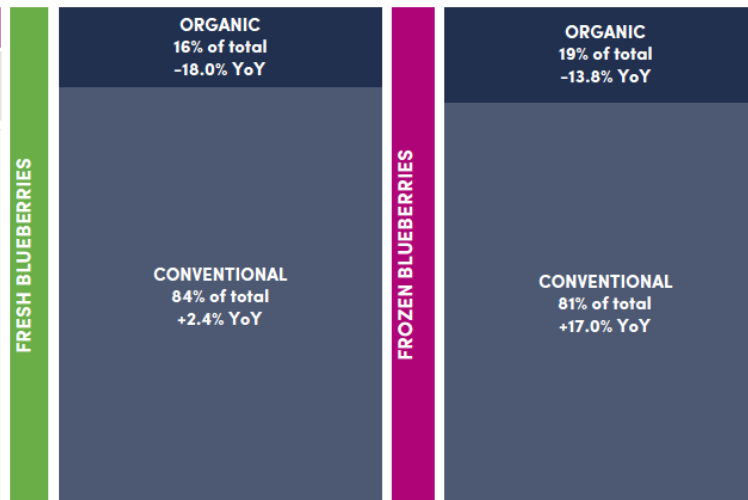 FRESH BLUEBERRIES
ORGANIC
16% of total
-18.0% YoY
CONVENTIONAL
84% of total
+2.4% YoY
FROZEN BLUEBERRIES
ORGANIC
19% of total
-13.8% YoY
CONVENTIONAL
81% of total
+17.0% YoY